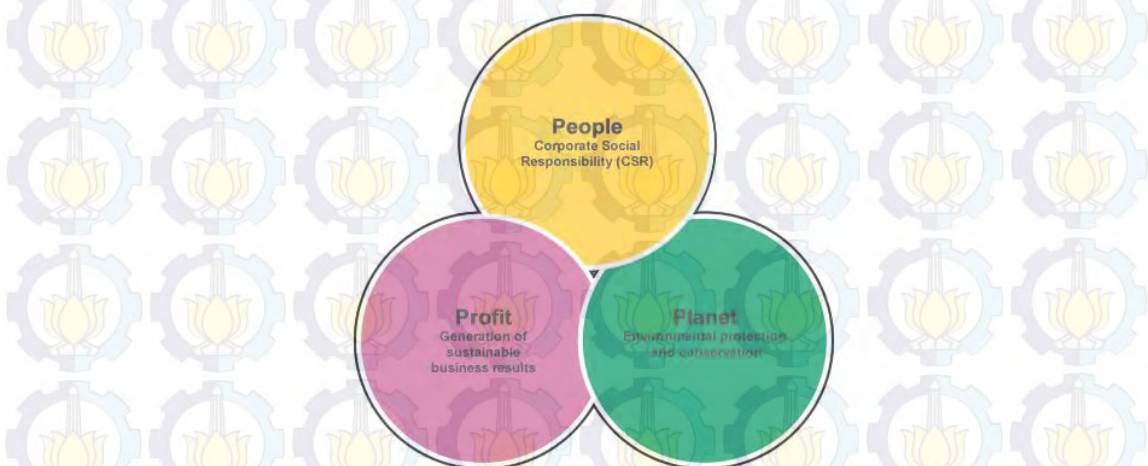 People
Corporate Social
Responsibility (CSR)
Profit
Generation of
sustainable
business results
Planet
Environmental protection
and conservation